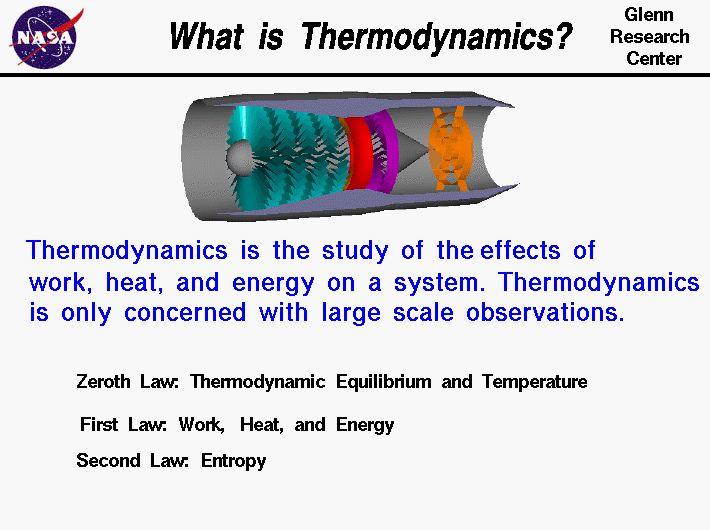 NASA
What is Thermodynamics?
Glenn
Research
Center
Thermodynamics is the study of the effects of
work, heat, and energy on a system. Thermodynamics
is only concerned with large scale observations.
Zeroth Law: Thermodynamic Equilibrium and Temperature
First Law: Work, Heat, and Energy
Second Law: Entropy